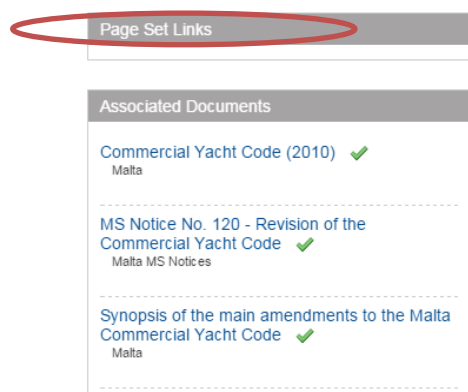 Page Set Links
Associated Documents
Commercial Yacht Code (2010)
Malta
MS Notice No. 120 - Revision of the
Commercial Yacht Code
Malta MS Notices
Synopsis of the main amendments to the Malta
Commercial Yacht Code
Malta